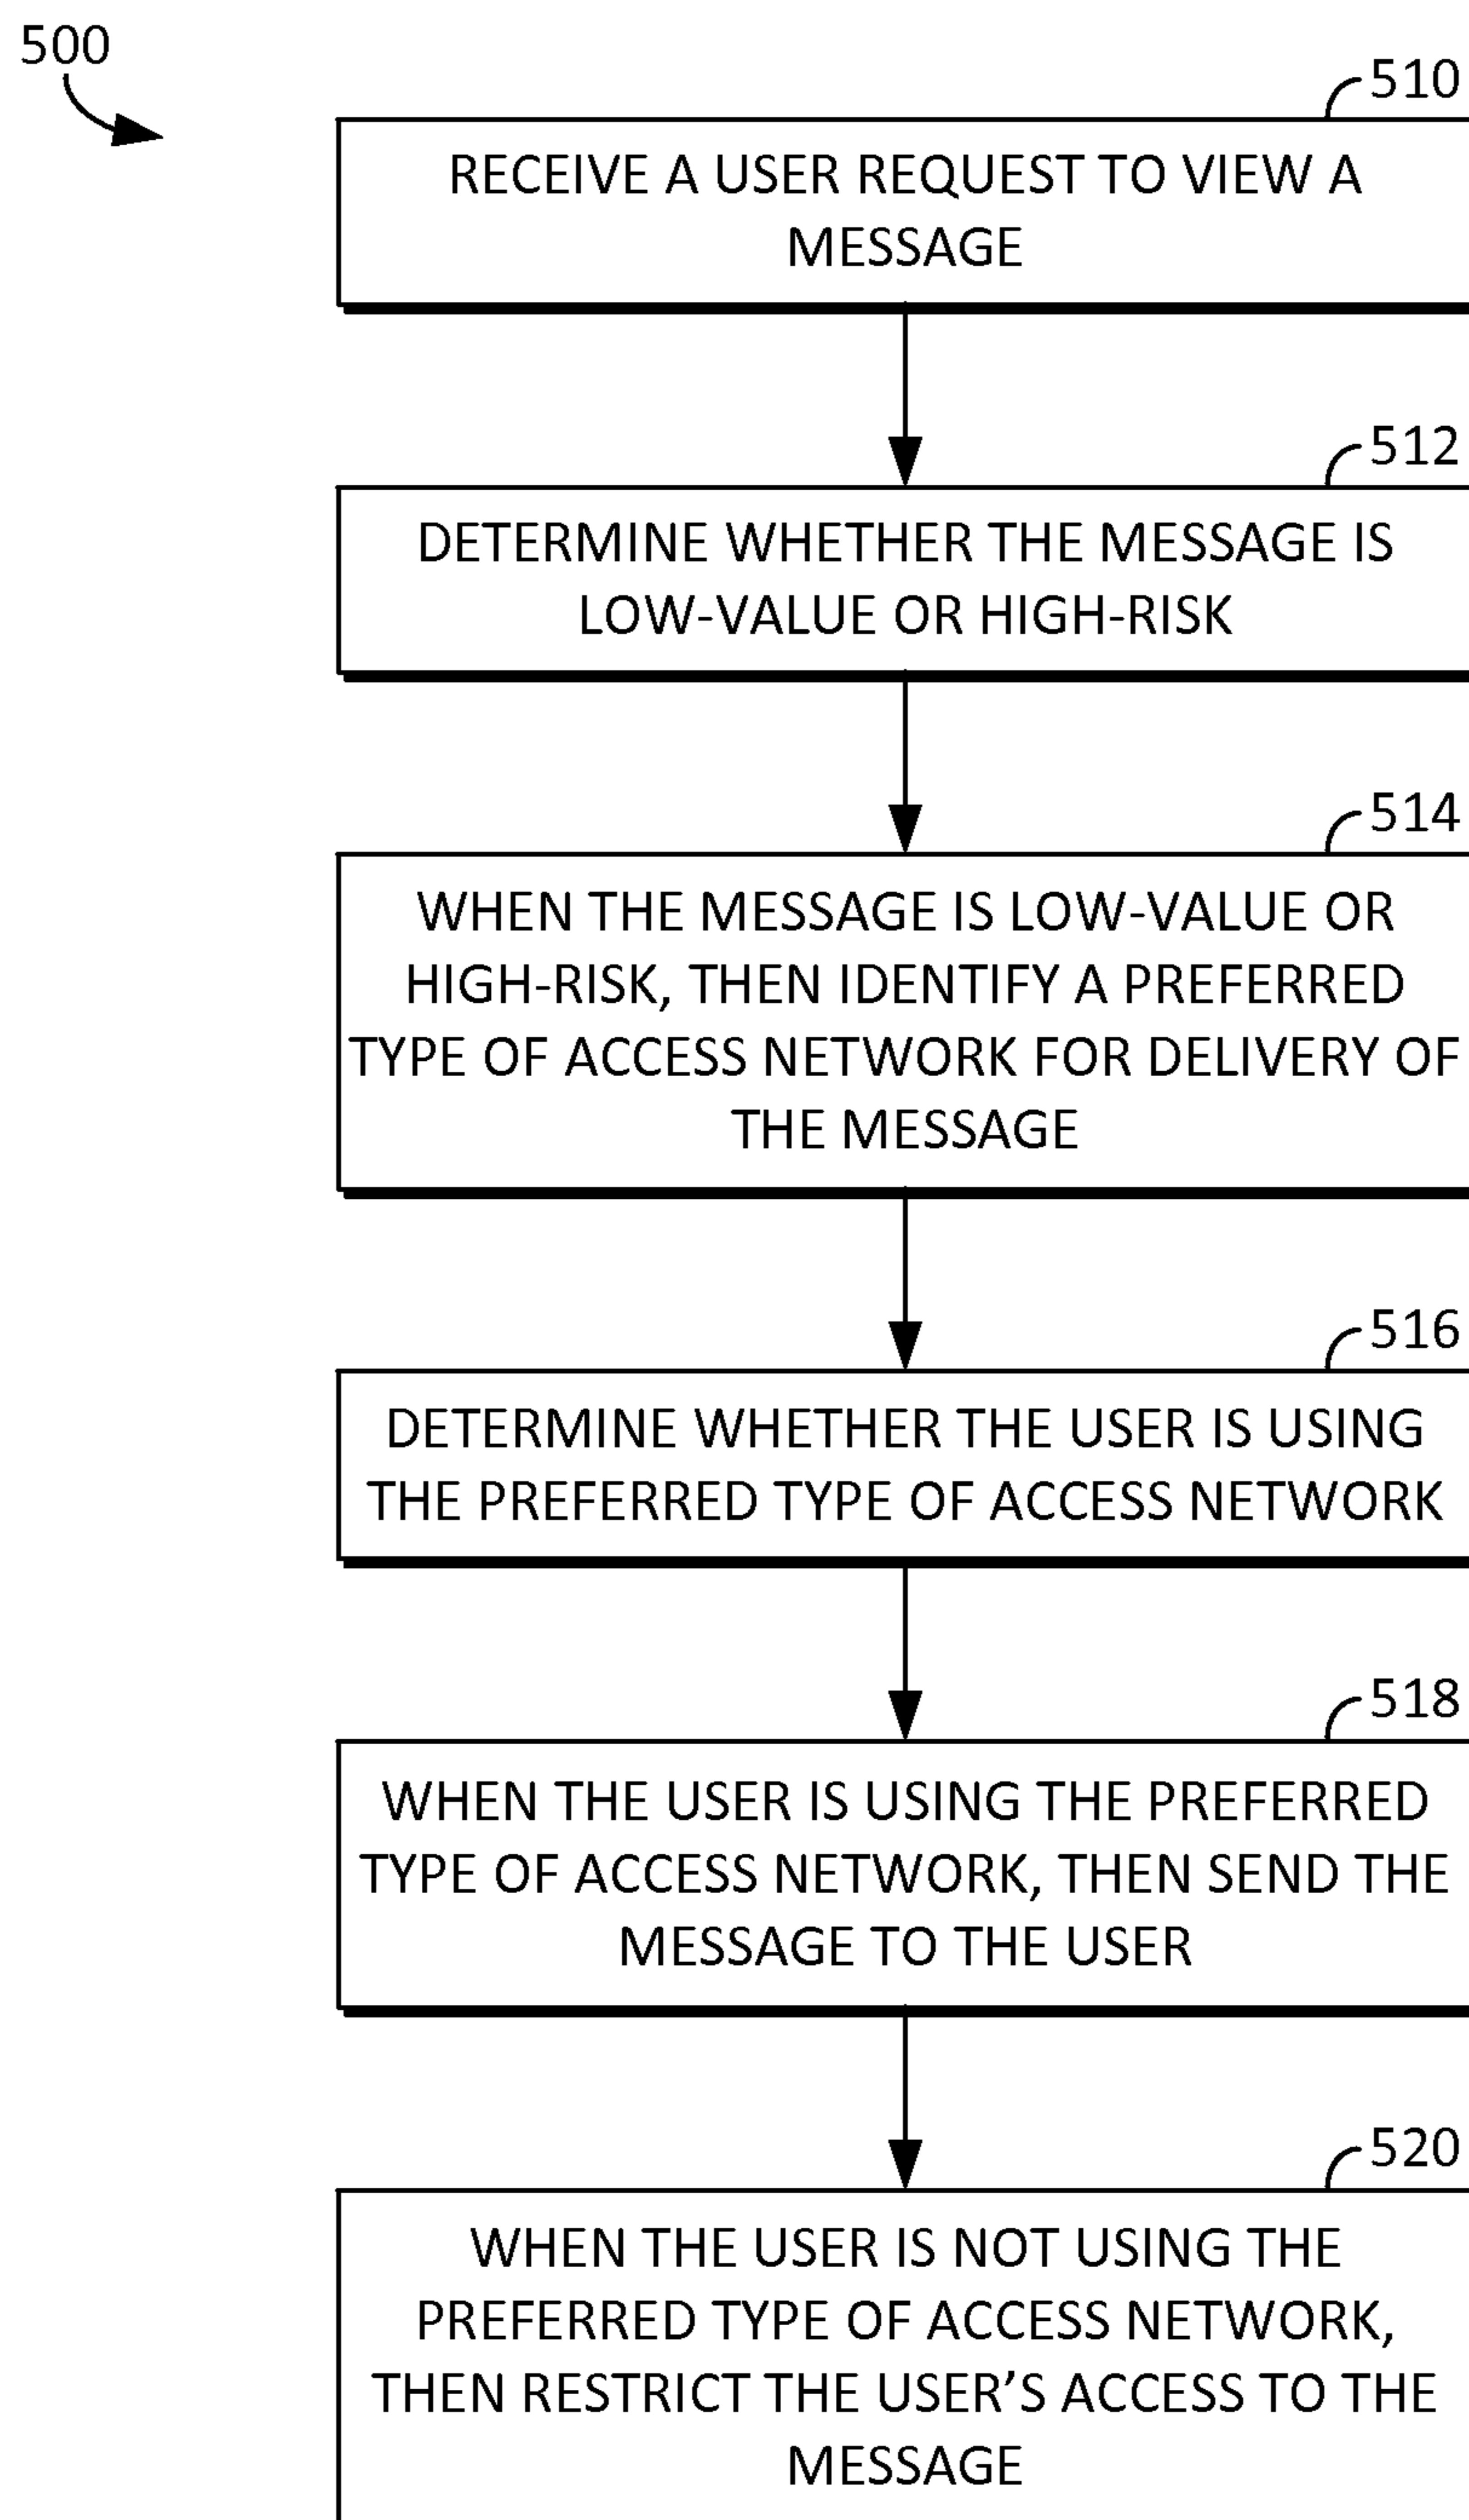 500
510
RECEIVE A USER REQUEST TO VIEW A
MESSAGE
512
DETERMINE WHETHER THE MESSAGE IS
LOW-VALUE OR HIGH-RISK
514
WHEN THE MESSAGE IS LOW-VALUE OR
HIGH-RISK, THEN IDENTIFY A PREFERRED
TYPE OF ACCESS NETWORK FOR DELIVERY OF
THE MESSAGE
516
DETERMINE WHETHER THE USER IS USING
THE PREFERRED TYPE OF ACCESS NETWORK
518
WHEN THE USER IS USING THE PREFERRED
TYPE OF ACCESS NETWORK, THEN SEND THE
MESSAGE TO THE USER
520
WHEN THE USER IS NOT USING THE
PREFERRED TYPE OF ACCESS NETWORK,
THEN RESTRICT THE USER’S ACCESS TO THE
MESSAGE